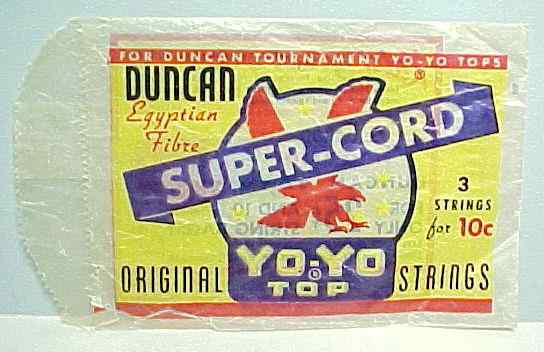 FOR DUNCAN TOURNAMENT YO-YO TOPS
DUNCAN
®
Egyptian
Fibre
SUPER-CORD
3
STRINGS
for 10c
YO-YO
®
TOP
ORIGINAL
STRINGS